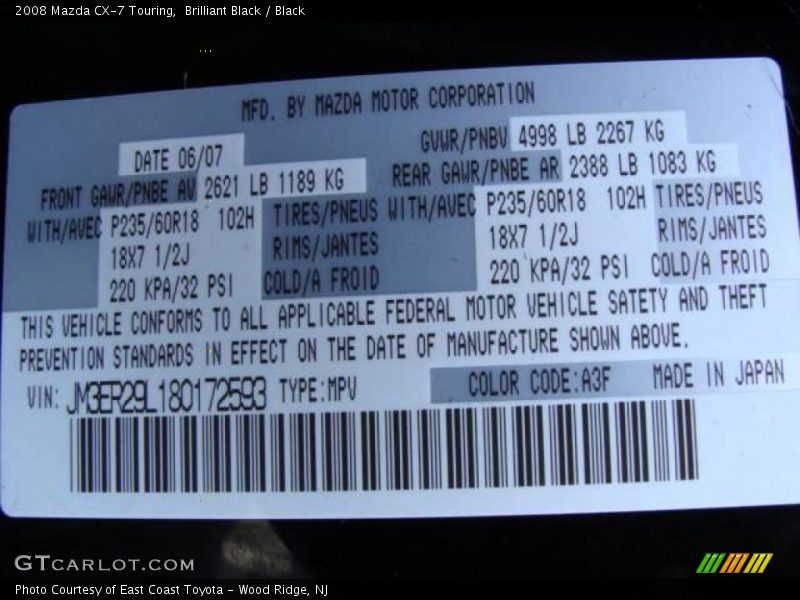 2008 Mazda CX-7 Touring,  Brilliant Black / Black
MFD. BY MAZDA MOTOR CORPORATION
DATE 06/07
GVWR/PNBV 4998 LB 2267 KG
FRONT GAWR/PNBE AV 2621 LB 1189 KG
REAR GAWR/PNBE AR 2388 LB 1083 KG
WITH/AVEC P235/60R18 102H TIRES/PNEUS WITH/AVEC P235/60R18 102H TIRES/PNEUS
18X7 1/2J RIMS/JANTES 18X7 1/2J RIMS/JANTES
220 KPA/32 PSI COLD/A FROID 220 KPA/32 PSI COLD/A FROID
THIS VEHICLE CONFORMS TO ALL APPLICABLE FEDERAL MOTOR VEHICLE SAFETY AND THEFT
PREVENTION STANDARDS IN EFFECT ON THE DATE OF MANUFACTURE SHOWN ABOVE.
VIN: JM3ER29L180172593 TYPE:MPV COLOR CODE:A3F MADE IN JAPAN
GTCARLOT.COM
Photo Courtesy of East Coast Toyota - Wood Ridge, NJ